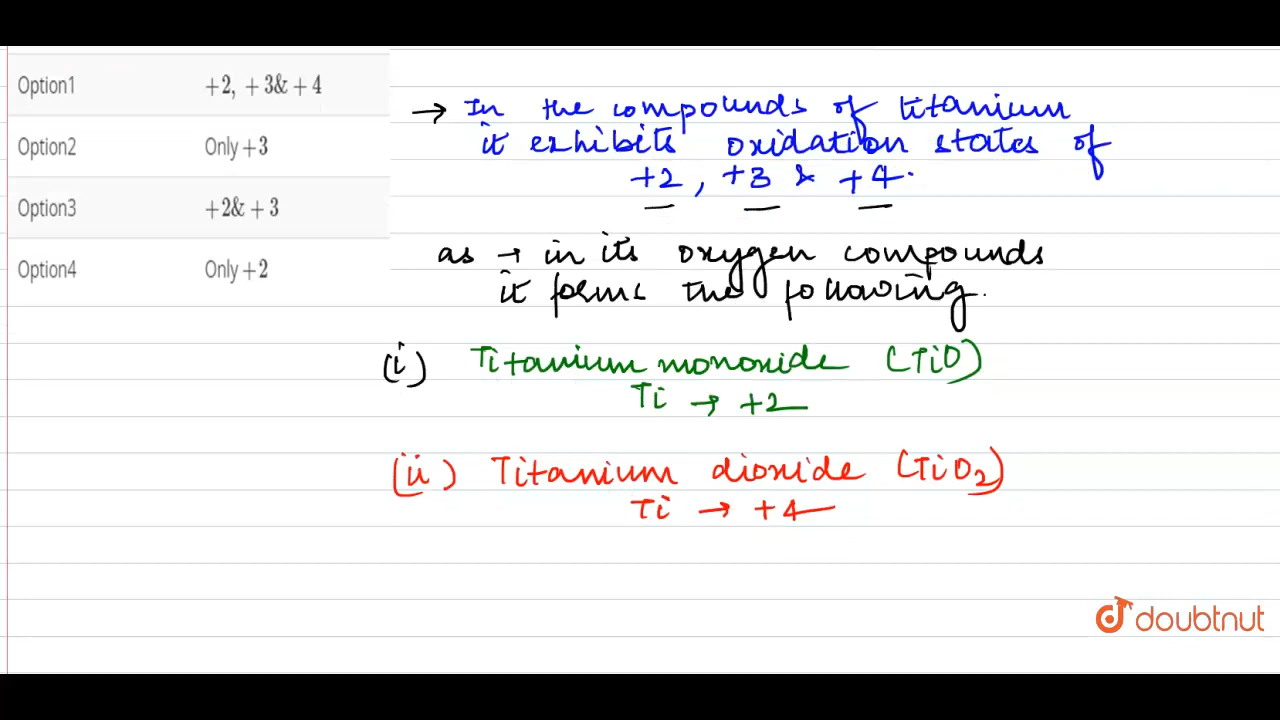 Option1 +2, +3& +4
Option2 Only +3
Option3 +2& +3
Option4 Only +2
→ In the compounds of titanium
it exhibits oxidation states of
+2, +3 & +4.
as → in its oxygen compounds
it forms the following.
(i) Titanium monoxide (TiO)
Ti → +2
(ii) Titanium dioxide (TiO₂)
Ti → +4
doubtnut